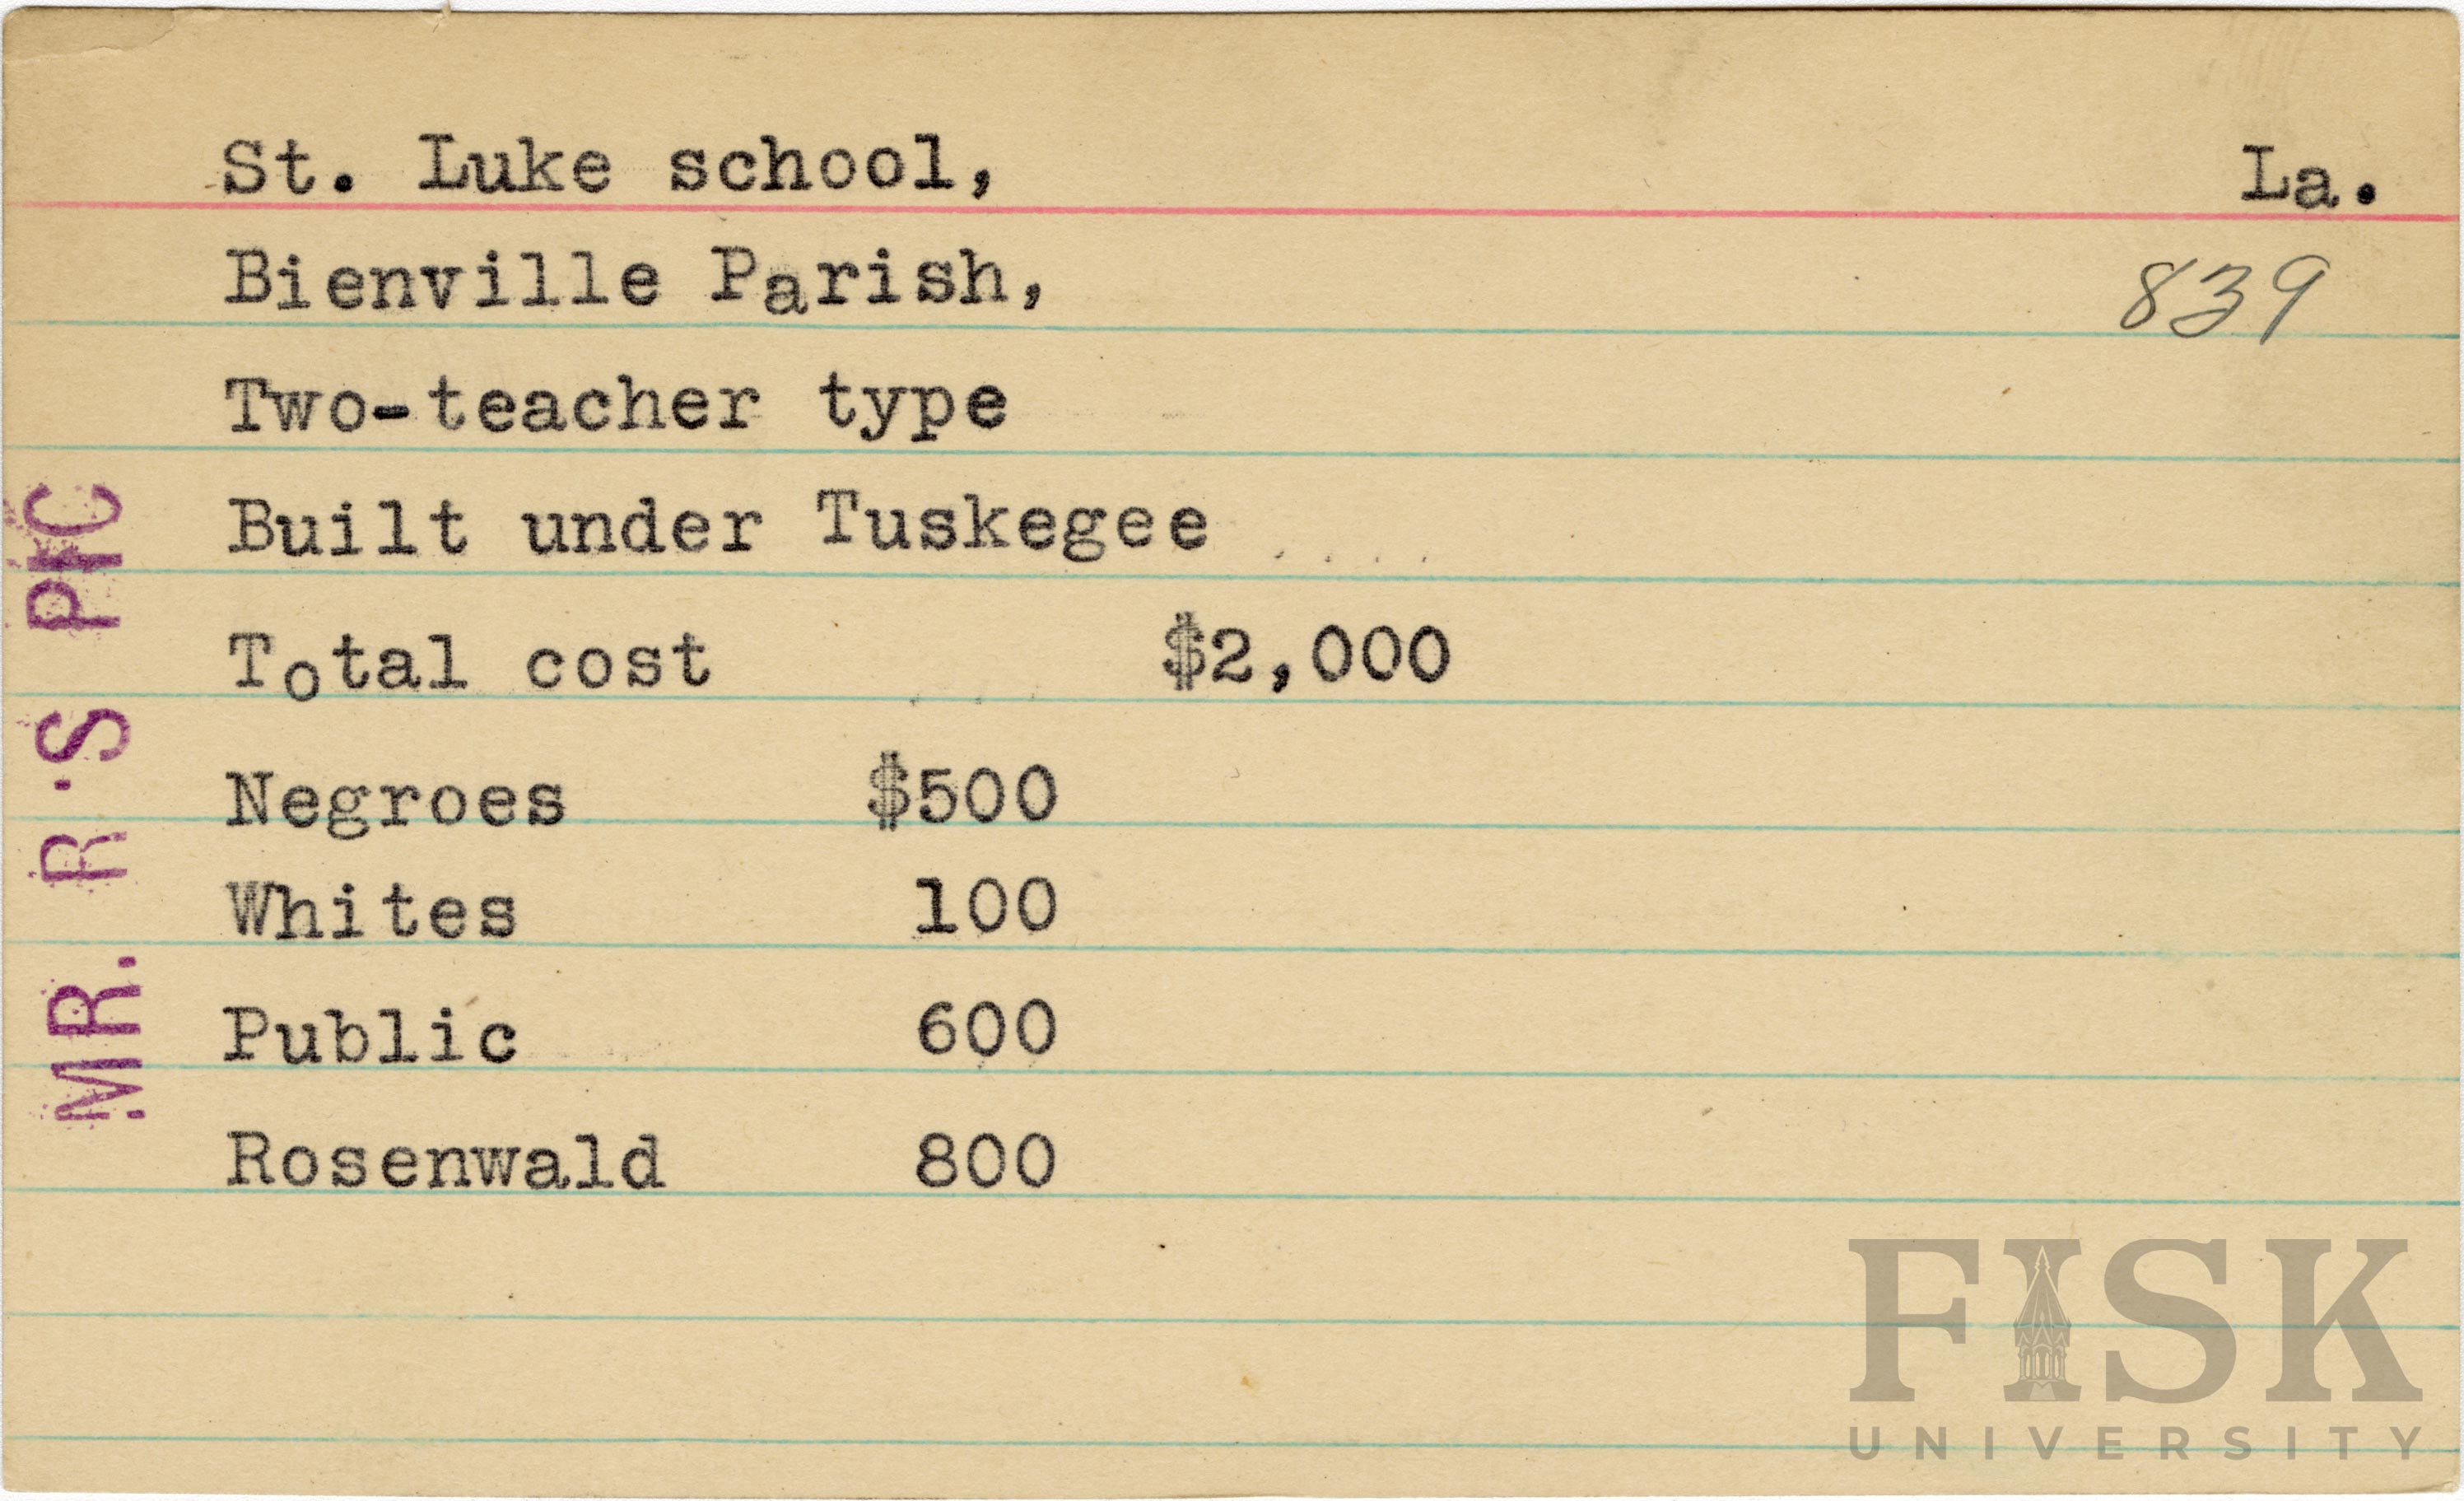 St. Luke school, La.
Bienville Parish, 839
Two-teacher type
Built under Tuskegee
Total cost $2,000
Negroes $500
Whites 100
Public 600
Rosenwald 800
MR. R·S PIC
FISK
UNIVERSITY